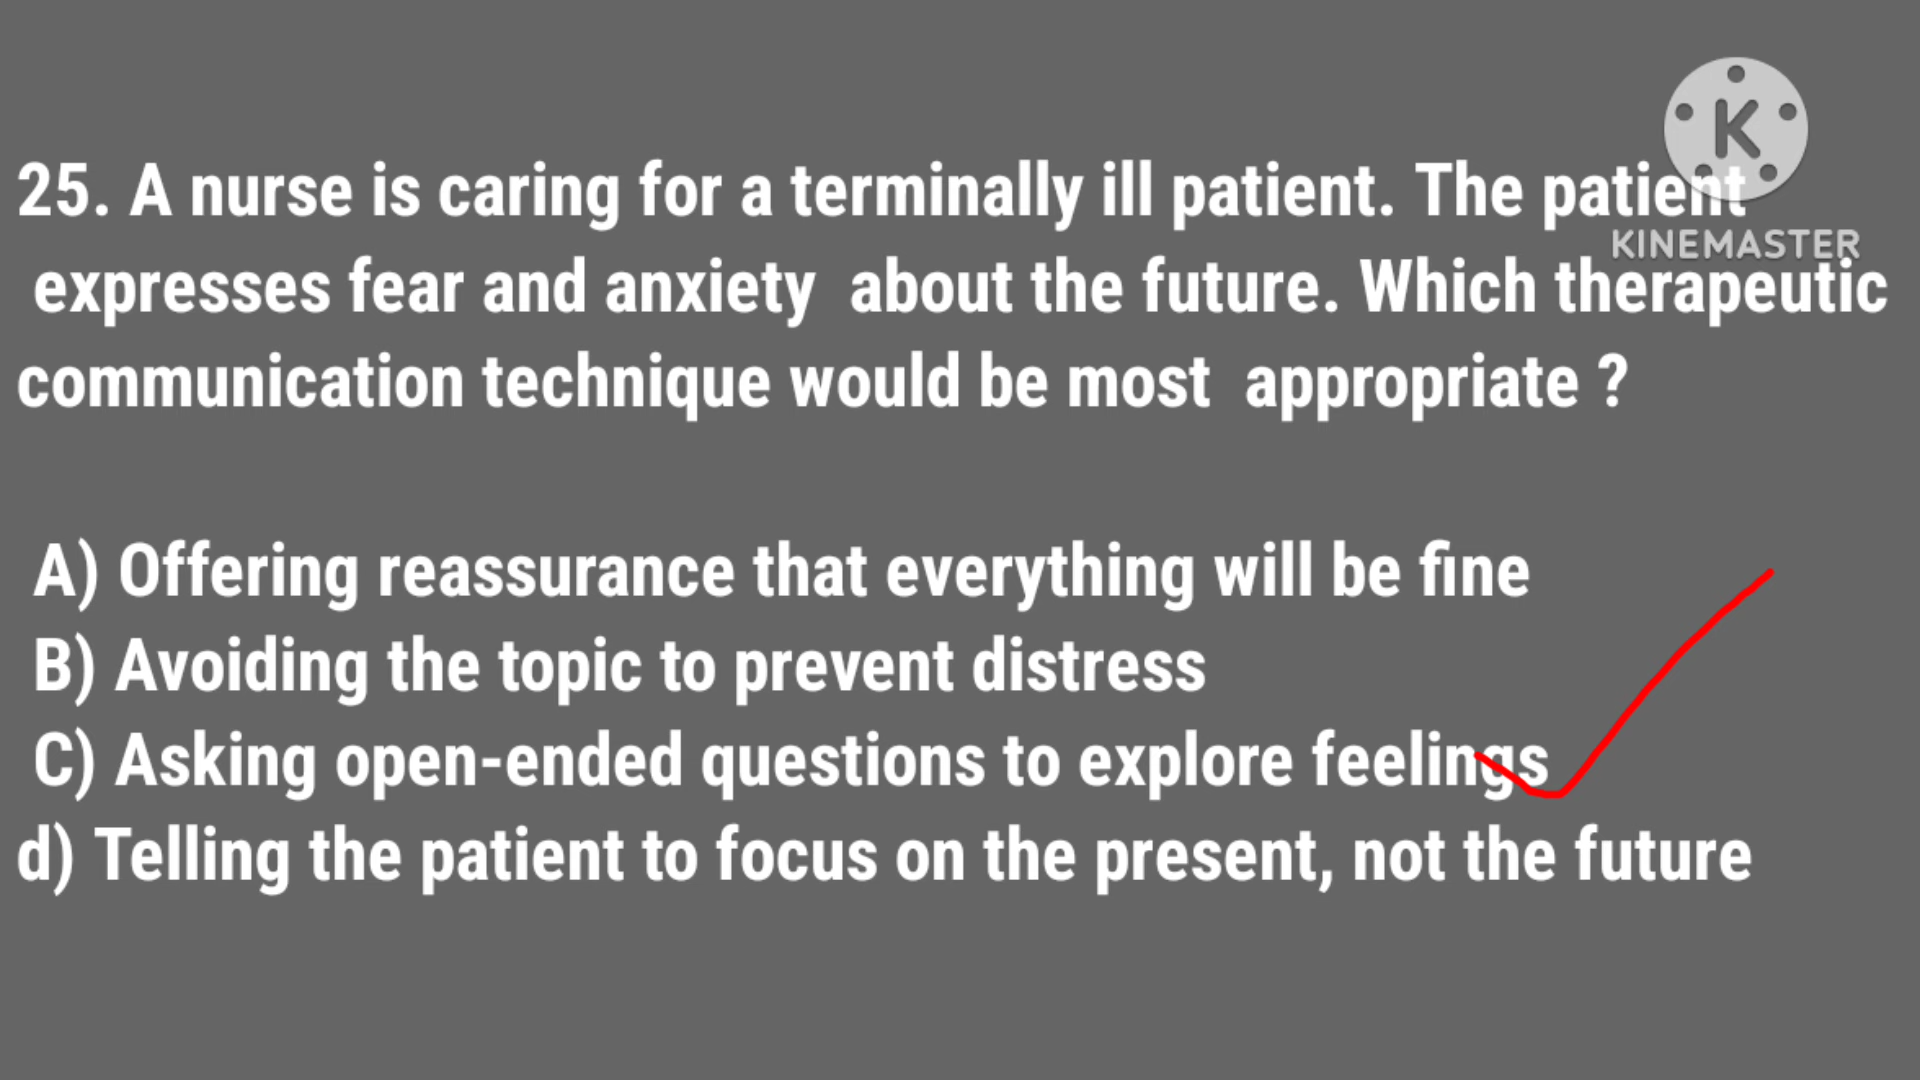 K
KINEMASTER
25. A nurse is caring for a terminally ill patient. The patient
expresses fear and anxiety about the future. Which therapeutic
communication technique would be most appropriate ?
A) Offering reassurance that everything will be fine
B) Avoiding the topic to prevent distress
C) Asking open-ended questions to explore feelings
d) Telling the patient to focus on the present, not the future